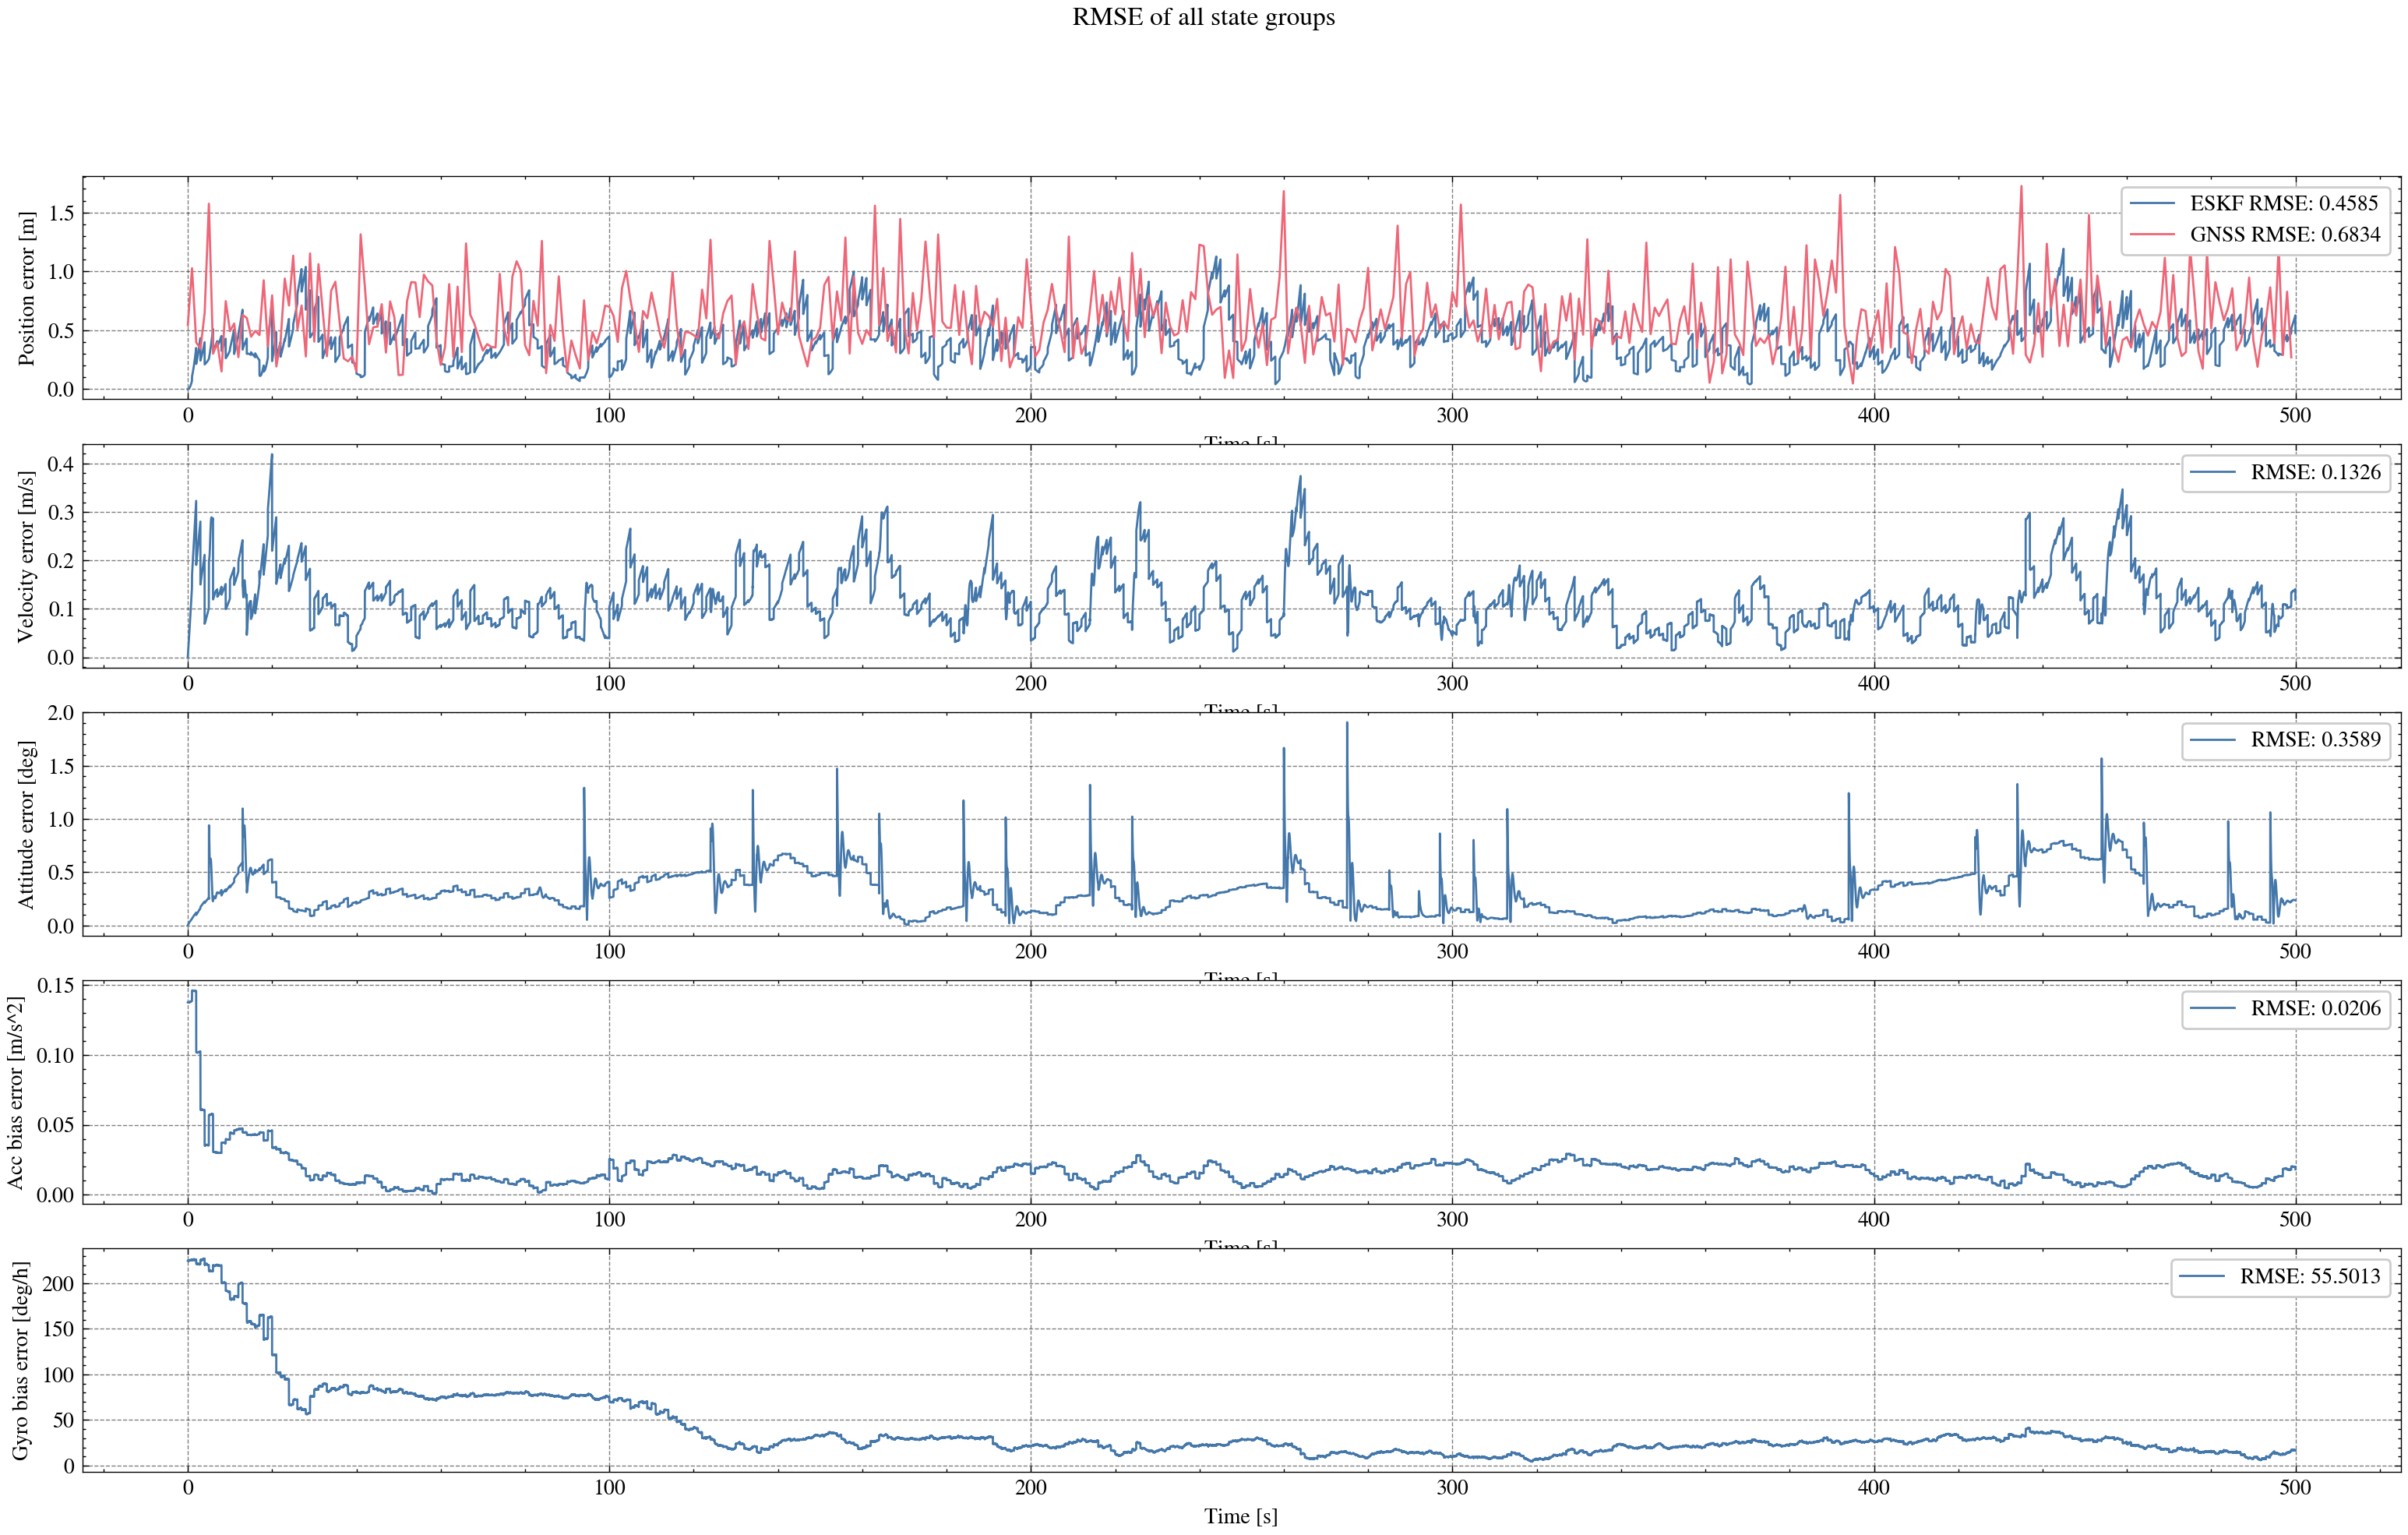 RMSE of all state groups
Position error [m]
1.5
1.0
0.5
0.0
ESKF RMSE: 0.4585
GNSS RMSE: 0.6834
0 100 200 300 400 500
Time [s]
Velocity error [m/s]
0.4
0.3
0.2
0.1
0.0
RMSE: 0.1326
0 100 200 300 400 500
Time [s]
Attitude error [deg]
2.0
1.5
1.0
0.5
0.0
RMSE: 0.3589
0 100 200 300 400 500
Time [s]
Acc bias error [m/s^2]
0.15
0.10
0.05
0.00
RMSE: 0.0206
0 100 200 300 400 500
Time [s]
Gyro bias error [deg/h]
200
150
100
50
0
RMSE: 55.5013
0 100 200 300 400 500
Time [s]